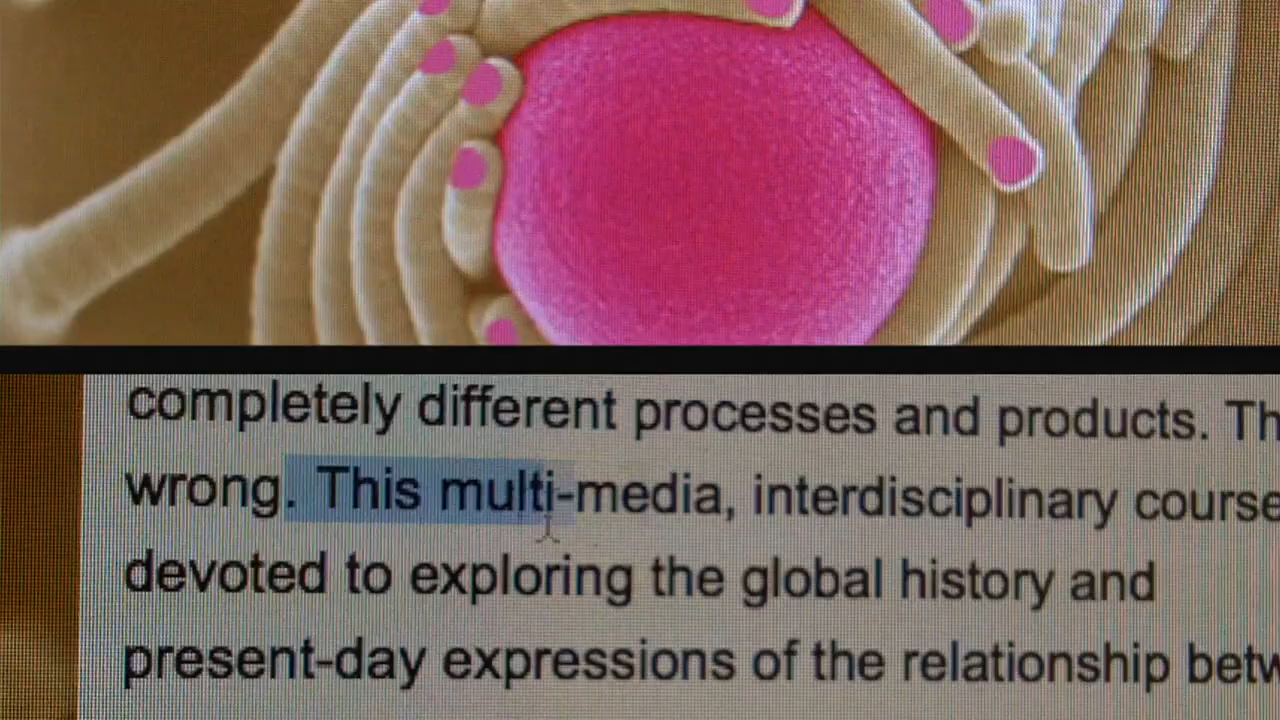 completely different processes and products. Th
wrong. This multi-media, interdisciplinary course
devoted to exploring the global history and
present-day expressions of the relationship betw